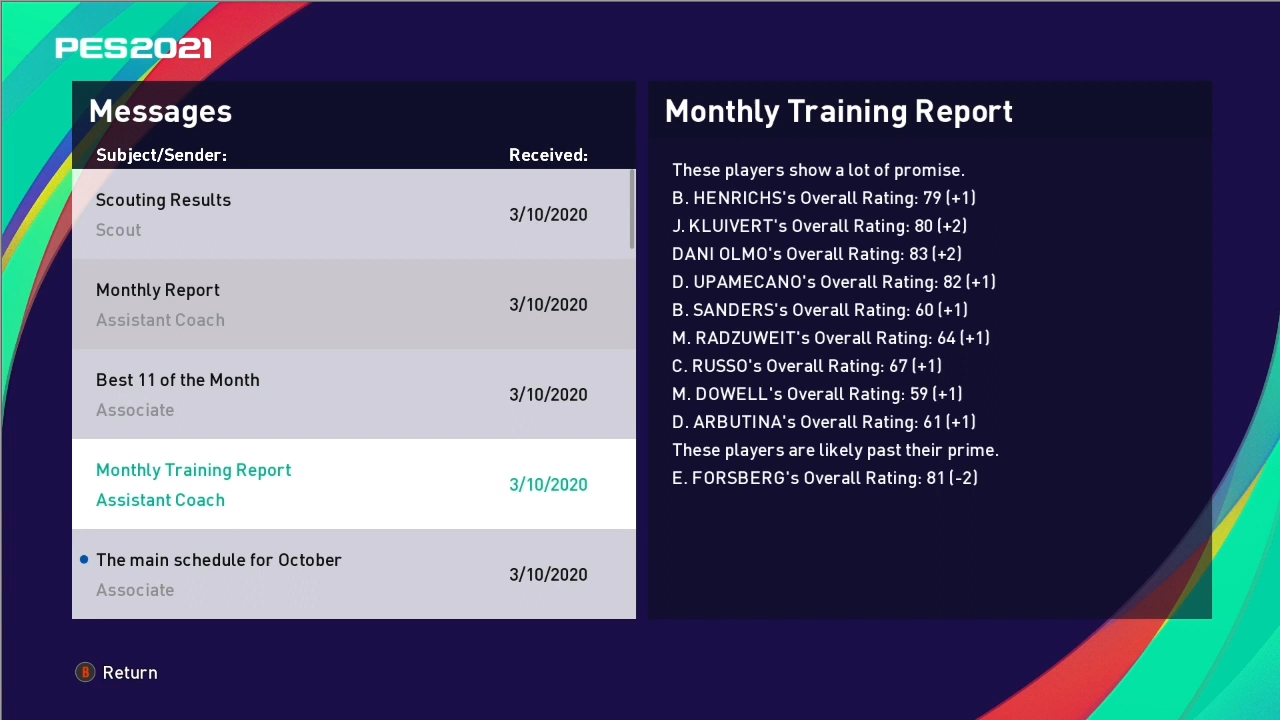 PES2021
Messages
Subject/Sender:
Received:
Scouting Results
Scout
3/10/2020
Monthly Report
Assistant Coach
3/10/2020
Best 11 of the Month
Associate
3/10/2020
Monthly Training Report
Assistant Coach
3/10/2020
The main schedule for October
Associate
3/10/2020
Monthly Training Report
These players show a lot of promise.
B. HENRICHS's Overall Rating: 79 (+1)
J. KLUIVERT's Overall Rating: 80 (+2)
DANI OLMO's Overall Rating: 83 (+2)
D. UPAMECANO's Overall Rating: 82 (+1)
B. SANDERS's Overall Rating: 60 (+1)
M. RADZUWEIT's Overall Rating: 64 (+1)
C. RUSSO's Overall Rating: 67 (+1)
M. DOWELL's Overall Rating: 59 (+1)
D. ARBUTINA's Overall Rating: 61 (+1)
These players are likely past their prime.
E. FORSBERG's Overall Rating: 81 (-2)
B Return